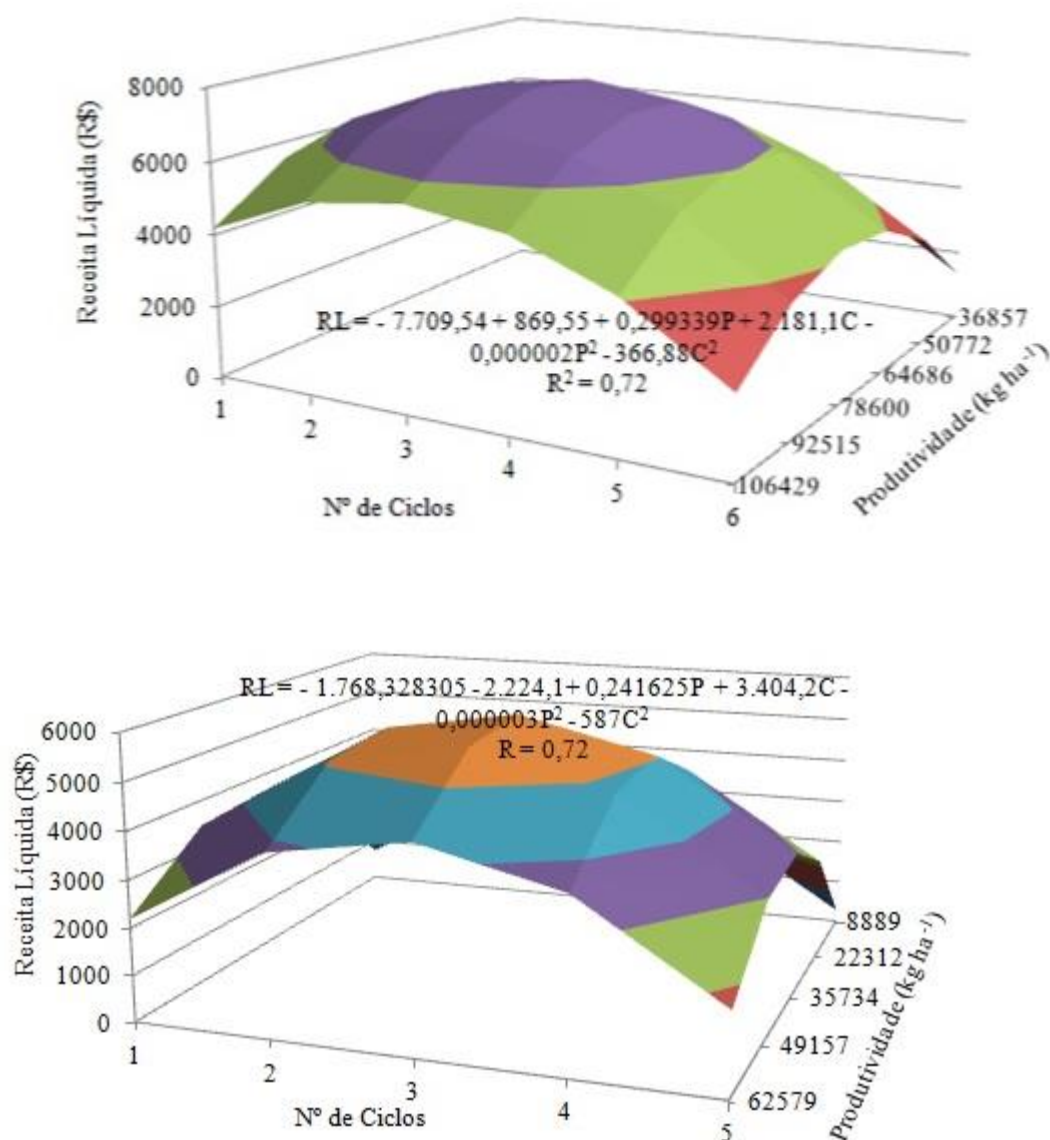 8000
6000
4000
2000
0
Receita Líquida (R$)
RL = - 7.709,54 + 869,55 + 0,299339P + 2.181,1C -
0,000002P² - 366,88C²
R² = 0,72
1
2
3
4
5
6
Nº de Ciclos
36857
50772
64686
78600
92515
106429
Produtividade (kg ha⁻¹)
RL = - 1.768,328305 - 2.224,1 + 0,241625P + 3.404,2C -
0,000003P² - 587C²
R = 0,72
6000
5000
4000
3000
2000
1000
0
Receita Líquida (R$)
1
2
3
4
5
Nº de Ciclos
8889
22312
35734
49157
62579
Produtividade (kg ha⁻¹)